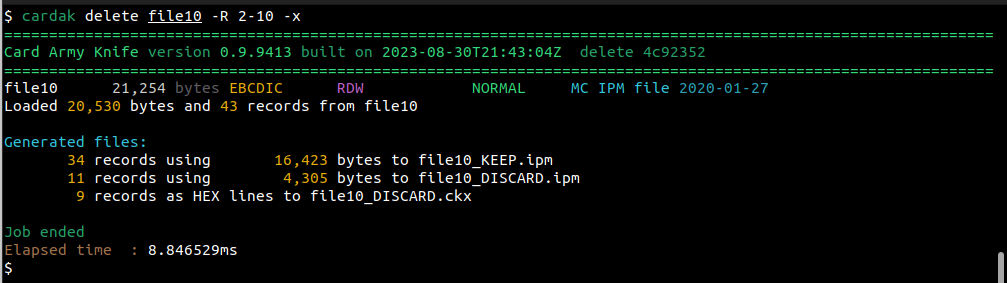 $ cardak delete file10 -R 2-10 -x
==============================================================================================================
Card Army Knife version 0.9.9413 built on 2023-08-30T21:43:04Z  delete 4c92352
==============================================================================================================
file10      21,254 bytes EBCDIC      RDW            NORMAL     MC IPM file 2020-01-27
Loaded 20,530 bytes and 43 records from file10

Generated files:
       34 records using       16,423 bytes to file10_KEEP.ipm
       11 records using        4,305 bytes to file10_DISCARD.ipm
        9 records as HEX lines to file10_DISCARD.ckx

Job ended
Elapsed time  : 8.846529ms
$